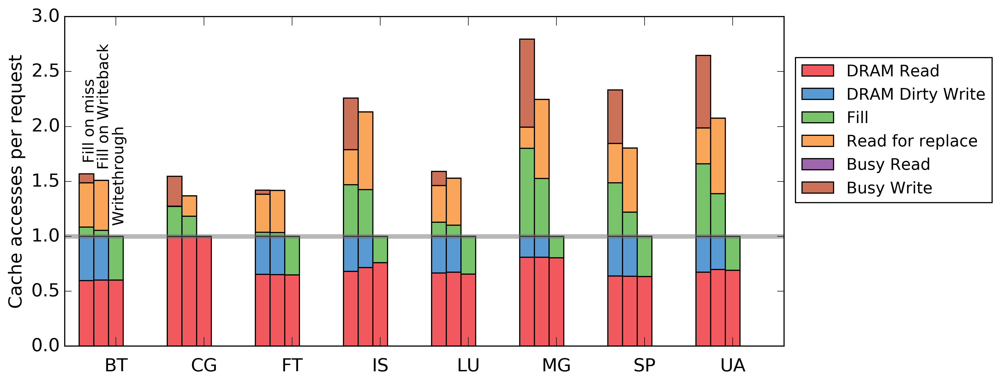 Cache accesses per request
3.0
2.5
2.0
1.5
1.0
0.5
0.0
Fill on miss
Fill on Writeback
Writethrough
BT
CG
FT
IS
LU
MG
SP
UA
DRAM Read
DRAM Dirty Write
Fill
Read for replace
Busy Read
Busy Write